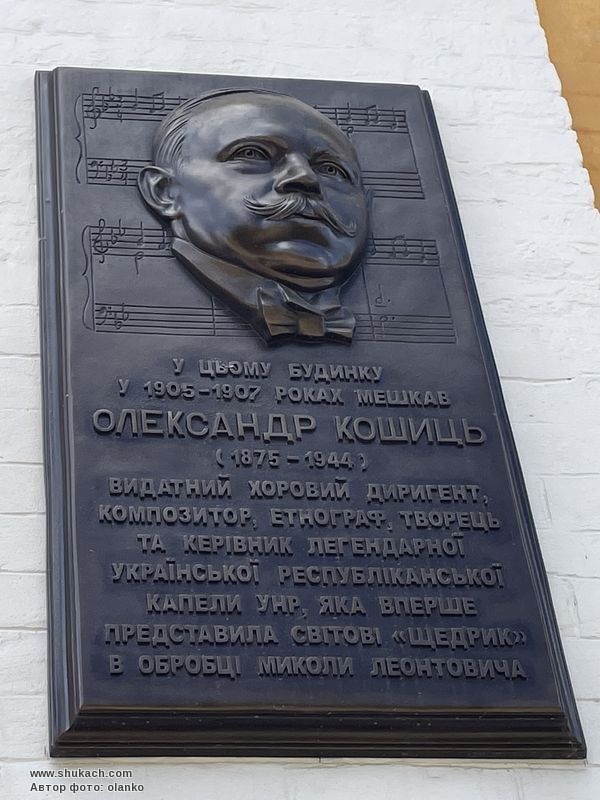 У ЦЬОМУ БУДИНКУ
У 1905-1907 РОКАХ МЕШКАВ
ОЛЕКСАНДР КОШИЦЬ
(1875-1944)
ВИДАТНИЙ ХОРОВИЙ ДИРИГЕНТ,
КОМПОЗИТОР, ЕТНОГРАФ, ТВОРЕЦЬ
ТА КЕРІВНИК ЛЕГЕНДАРНОЇ
УКРАЇНСЬКОЇ РЕСПУБЛІКАНСЬКОЇ
КАПЕЛИ УНР, ЯКА ВПЕРШЕ
ПРЕДСТАВИЛА СВІТОВІ «ЩЕДРИК»
В ОБРОБЦІ МИКОЛИ ЛЕОНТОВИЧА
www.shukach.com
Автор фото: olanko